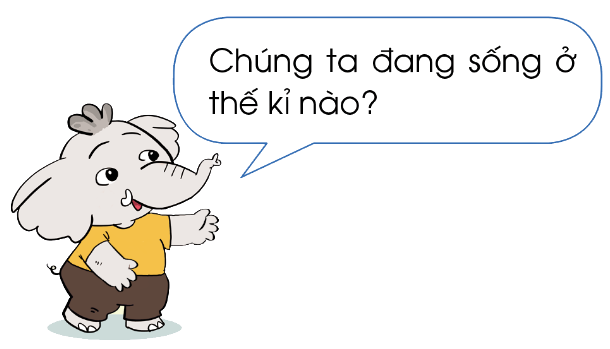 Chúng ta đang sống ở
thế kỉ nào?